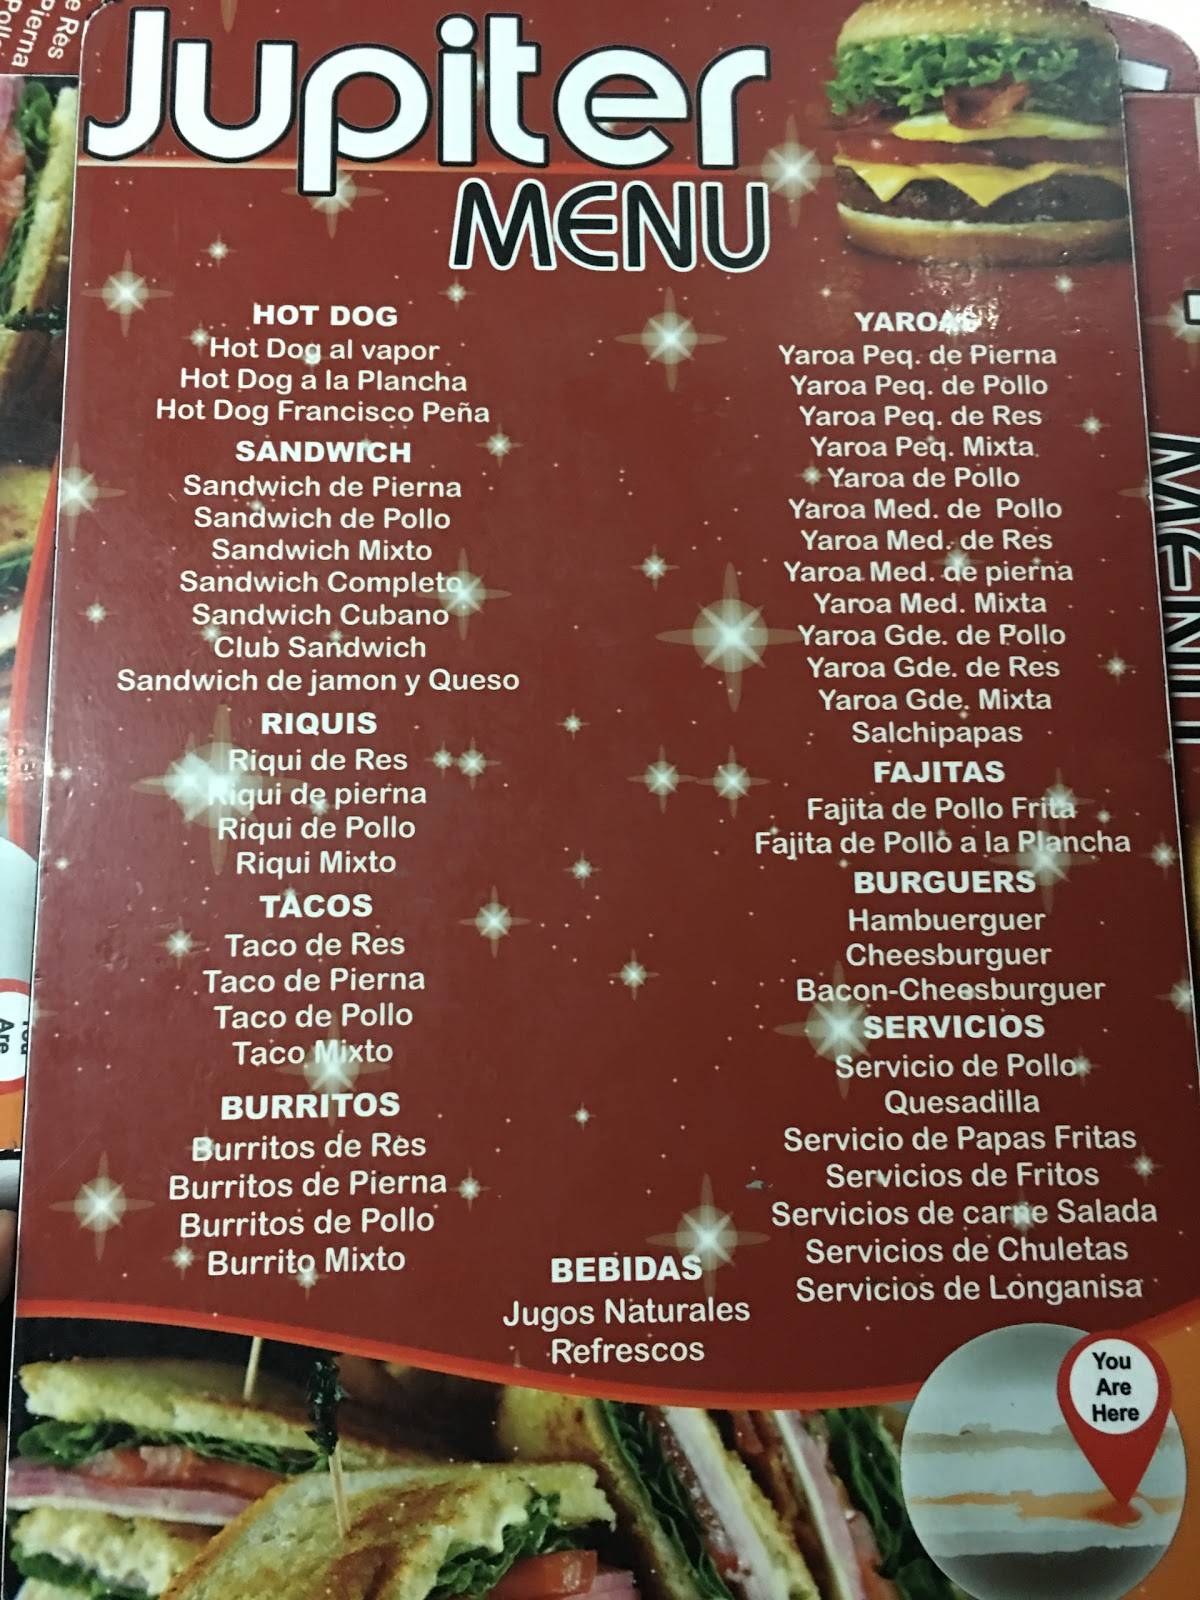 Jupiter
MENU
HOT DOG
Hot Dog al vapor
Hot Dog a la Plancha
Hot Dog Francisco Peña
SANDWICH
Sandwich de Pierna
Sandwich de Pollo
Sandwich Mixto
Sandwich Completo
Sandwich Cubano
Club Sandwich
Sandwich de jamon y Queso
RIQUIS
Riqui de Res
Riqui de pierna
Riqui de Pollo
Riqui Mixto
TACOS
Taco de Res
Taco de Pierna
Taco de Pollo
Taco Mixto
BURRITOS
Burritos de Res
Burritos de Pierna
Burritos de Pollo
Burrito Mixto
YAROAS
Yaroa Peq. de Pierna
Yaroa Peq. de Pollo
Yaroa Peq. de Res
Yaroa Peq. Mixta
Yaroa de Pollo
Yaroa Med. de Pollo
Yaroa Med. de Res
Yaroa Med. de pierna
Yaroa Med. Mixta
Yaroa Gde. de Pollo
Yaroa Gde. de Res
Yaroa Gde. Mixta
Salchipapas
FAJITAS
Fajita de Pollo Frita
Fajita de Pollo a la Plancha
BURGUERS
Hambuerguer
Cheesburguer
Bacon-Cheesburguer
SERVICIOS
Servicio de Pollo
Quesadilla
Servicio de Papas Fritas
Servicios de Fritos
Servicios de carne Salada
Servicios de Chuletas
Servicios de Longanisa
BEBIDAS
Jugos Naturales
Refrescos
You
Are
Here
e Res
Pierna
MENU
Are